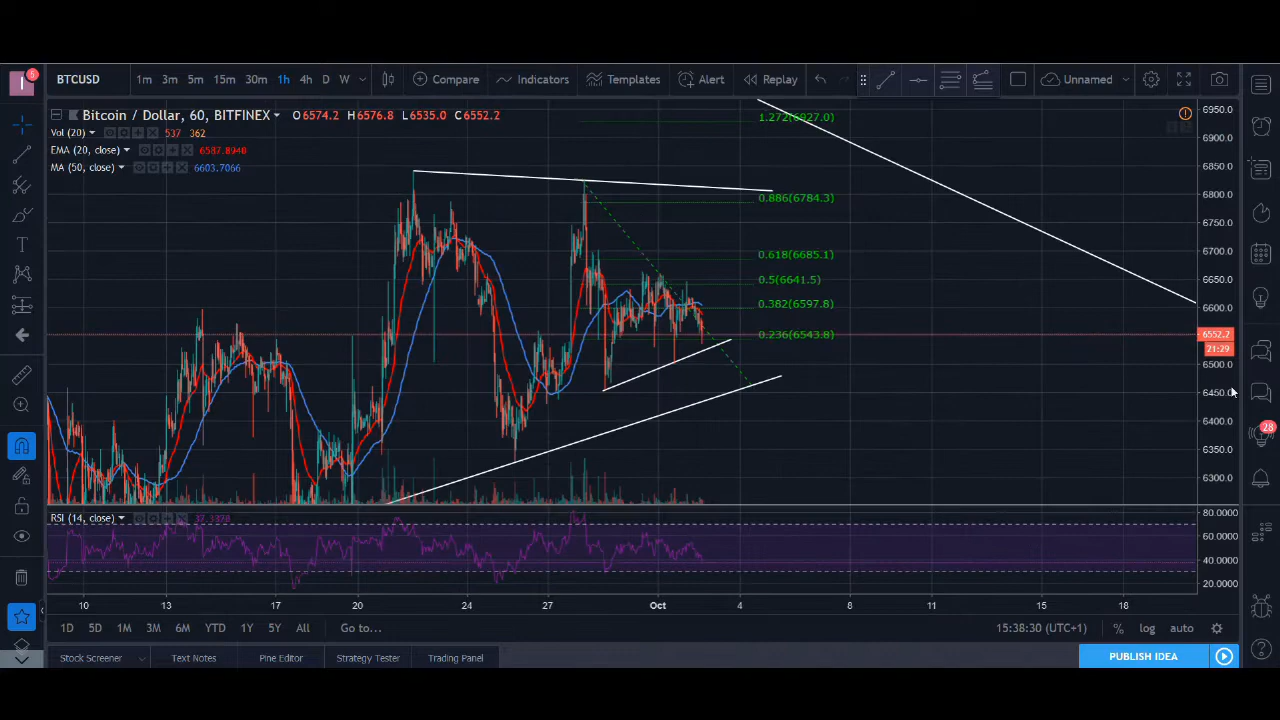 I 5
BTCUSD 1m 3m 5m 15m 30m 1h 4h D W Compare Indicators Templates Alert Replay Unnamed
Bitcoin / Dollar, 60, BITFINEX O6574.2 H6576.8 L6535.0 C6552.2
Vol (20) 537 362
EMA (20, close) 6587.8940
MA (50, close) 6603.7066
1.272(6927.0)
0.886(6784.3)
0.618(6685.1)
0.5(6641.5)
0.382(6597.8)
0.236(6543.8)
6950.0
6900.0
6850.0
6800.0
6750.0
6700.0
6650.0
6600.0
6552.2
21:29
6500.0
6450.0
6400.0
6350.0
6300.0
28
RSI (14, close) 37.3378
80.0000
60.0000
40.0000
20.0000
10 13 17 20 24 27 Oct 4 8 11 15 18
1D 5D 1M 3M 6M YTD 1Y 5Y All Go to... 15:38:30 (UTC+1) % log auto
Stock Screener Text Notes Pine Editor Strategy Tester Trading Panel PUBLISH IDEA